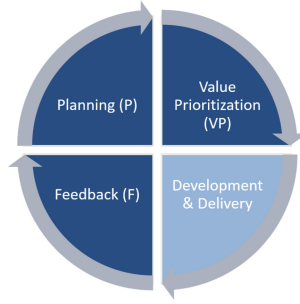 Planning (P)
Value
Prioritization
(VP)
Feedback (F)
Development
& Delivery